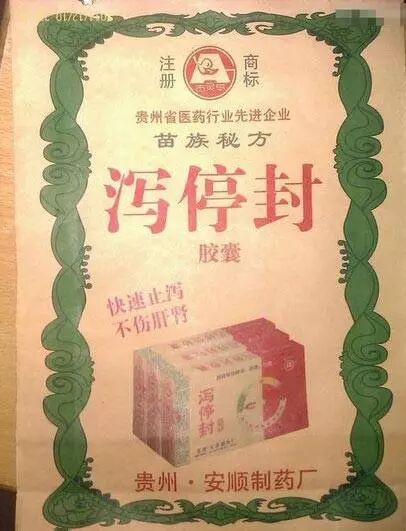 注册 商标
贵州省医药行业先进企业
苗族秘方
泻停封
胶囊
快速止泻
不伤肝肾
泻停封
贵州·安顺制药厂